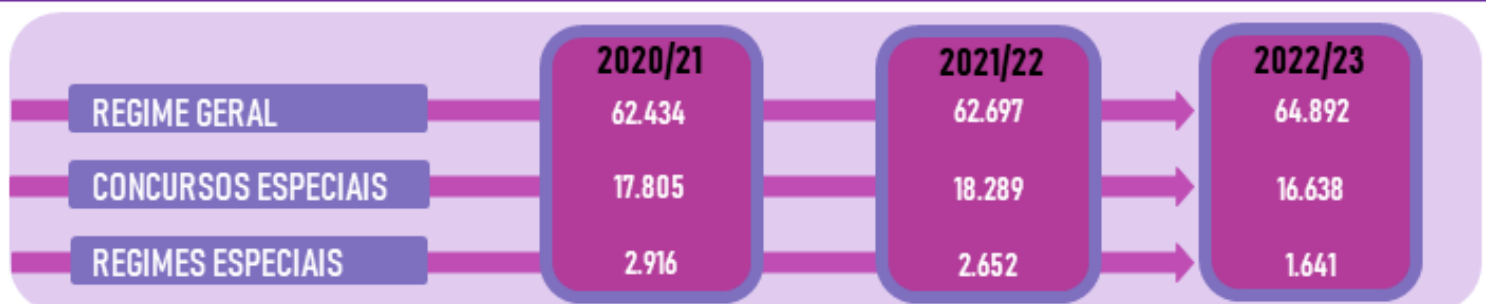 2020/21 2021/22 2022/23
REGIME GERAL 62.434 62.697 64.892
CONCURSOS ESPECIAIS 17.805 18.289 16.638
REGIMES ESPECIAIS 2.916 2.652 1.641